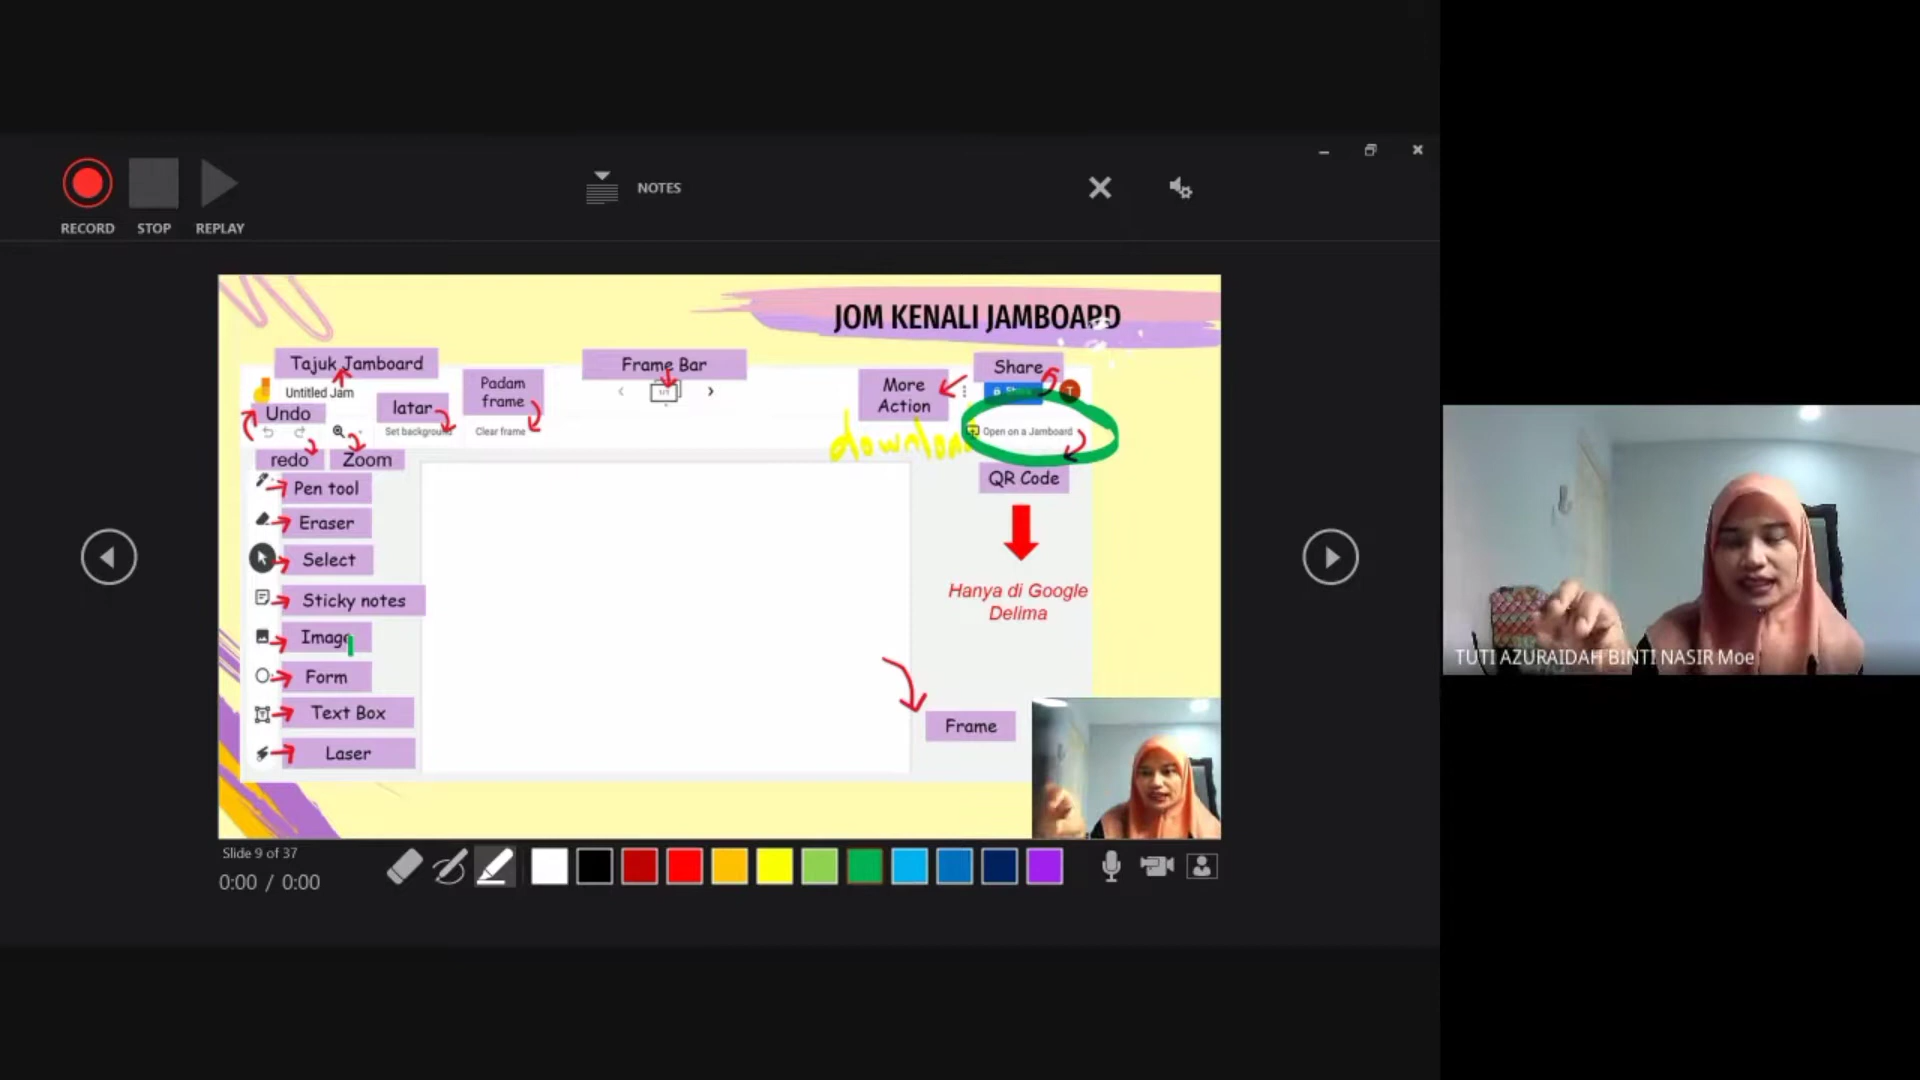 RECORD
STOP
REPLAY
NOTES
JOM KENALI JAMBOARD
Tajuk Jamboard
Frame Bar
Share
Untitled Jam
Padam
frame
More
Action
Share
T
Undo
latar
1/1
Set background
Clear frame
download
Open on a Jamboard
redo
Zoom
QR Code
Pen tool
Eraser
Select
Sticky notes
Image
Form
Text Box
Laser
Hanya di Google
Delima
Frame
Slide 9 of 37
0:00 / 0:00
TUTI AZURAIDAH BINTI NASIR Moe